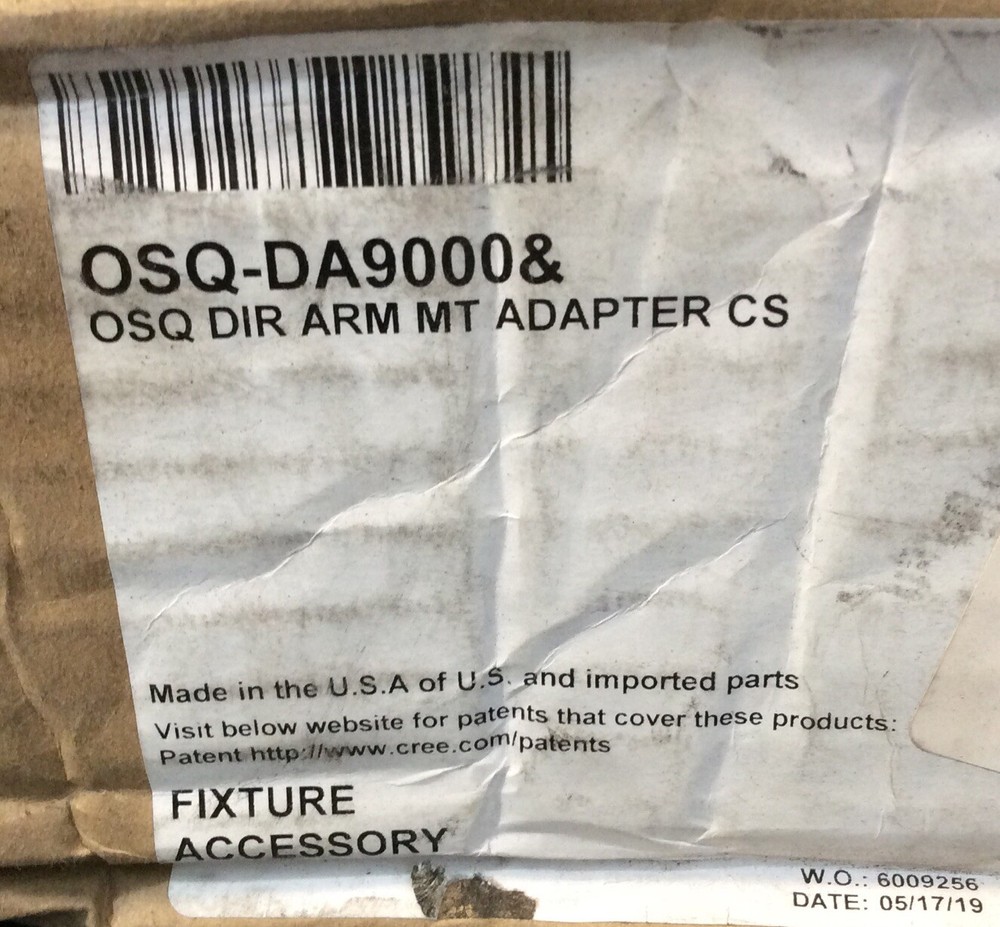 OSQ-DA9000&
OSQ DIR ARM MT ADAPTER CS
Made in the U.S.A of U.S. and imported parts
Visit below website for patents that cover these products:
Patent http://www.cree.com/patents
FIXTURE
ACCESSORY
W.O.: 6009256
DATE: 05/17/19